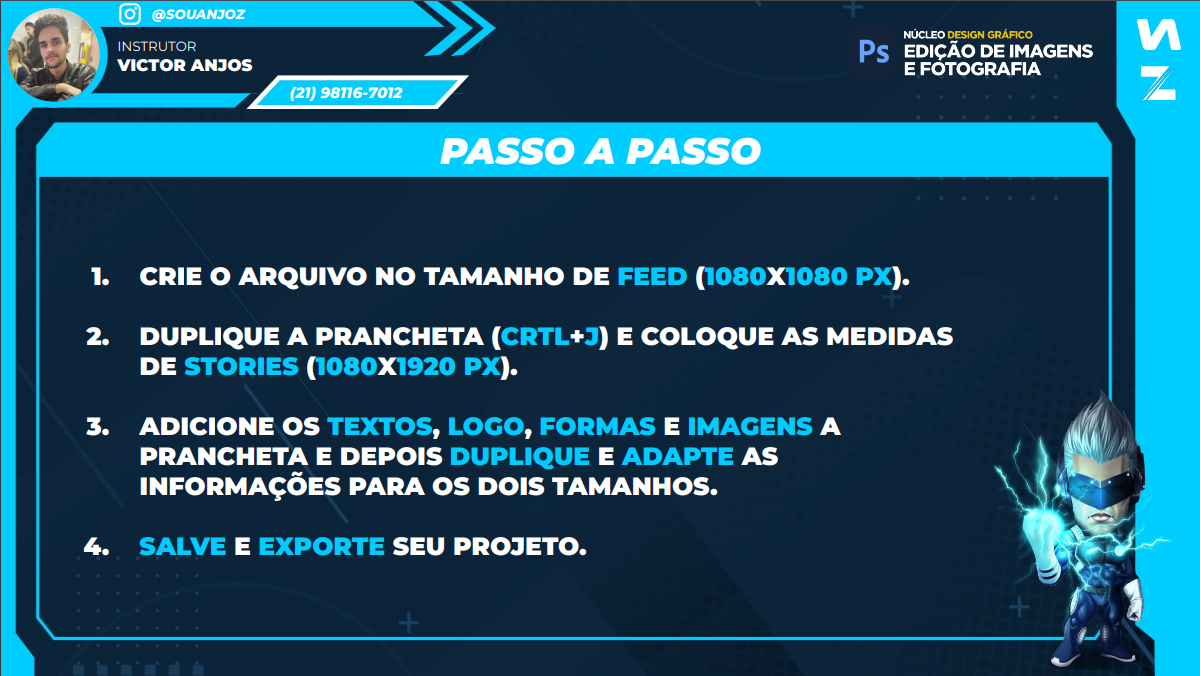 @SOUANJOZ
INSTRUTOR
VICTOR ANJOS
(21) 98116-7012
Ps
NÚCLEO DESIGN GRÁFICO
EDIÇÃO DE IMAGENS
E FOTOGRAFIA
PASSO A PASSO
1. CRIE O ARQUIVO NO TAMANHO DE FEED (1080X1080 PX).
2. DUPLIQUE A PRANCHETA (CRTL+J) E COLOQUE AS MEDIDAS
DE STORIES (1080X1920 PX).
3. ADICIONE OS TEXTOS, LOGO, FORMAS E IMAGENS A
PRANCHETA E DEPOIS DUPLIQUE E ADAPTE AS
INFORMAÇÕES PARA OS DOIS TAMANHOS.
4. SALVE E EXPORTE SEU PROJETO.